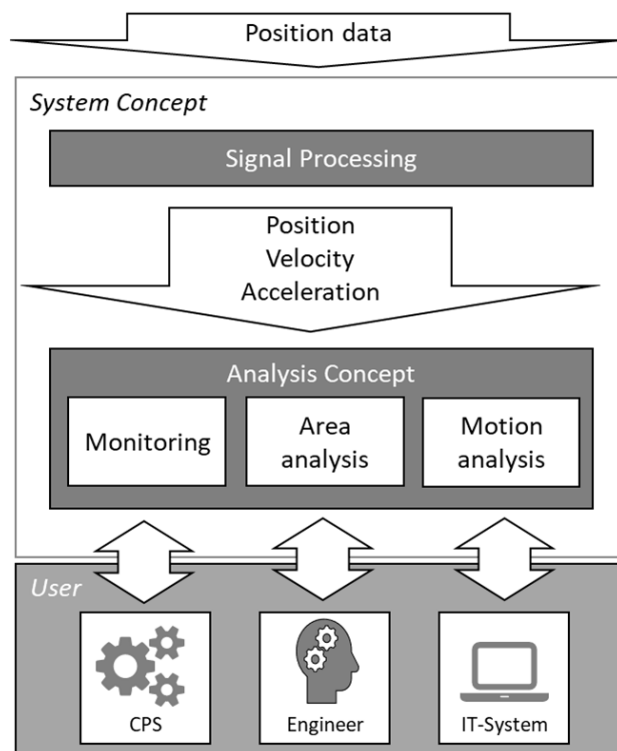 Position data
System Concept
Signal Processing
Position
Velocity
Acceleration
Analysis Concept
Monitoring
Area
analysis
Motion
analysis
User
CPS
Engineer
IT-System